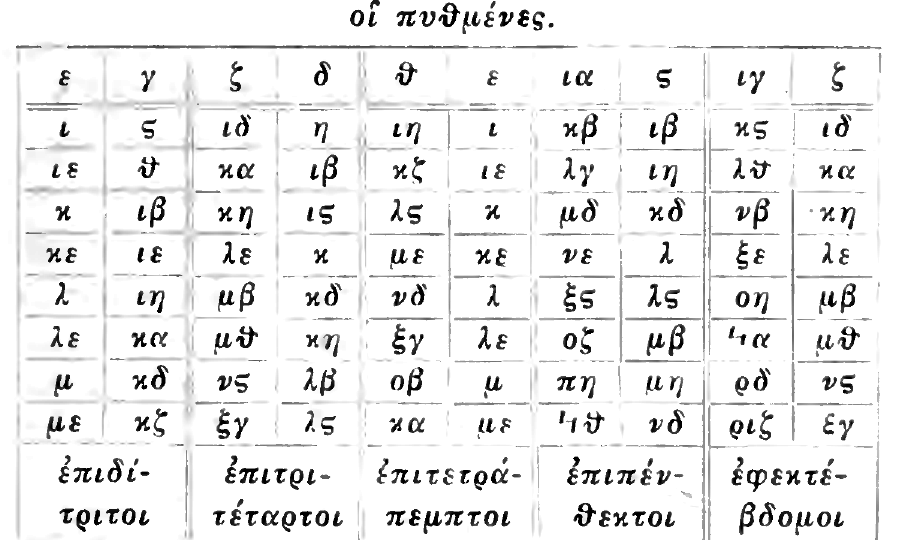 οἱ πυθμένες.
ε γ ζ δ ϑ ε ια ϛ ιγ ζ
ι ϛ ιδ η ιη ι κβ ιβ κϛ ιδ
ιε ϑ κα ιβ κζ ιε λγ ιη λϑ κα
κ ιβ κη ιϛ λϛ κ μδ κδ νβ κη
κε ιε λε κ με κε νε λ ξε λε
λ ιη μβ κδ νδ λ ξϛ λϛ οη μβ
λε κα μϑ κη ξγ λε οζ μβ ϟα μϑ
μ κδ νϛ λβ οβ μ πη μη ρδ νϛ
με κζ ξγ λϛ κα με ϟϑ νδ ριζ ξγ
ἐπιδί- ἐπιτρι- ἐπιτετρά- ἐπιπέν- ἐφεκτέ-
τριτοι τέταρτοι πεμπτοι ϑεκτοι βδομοι